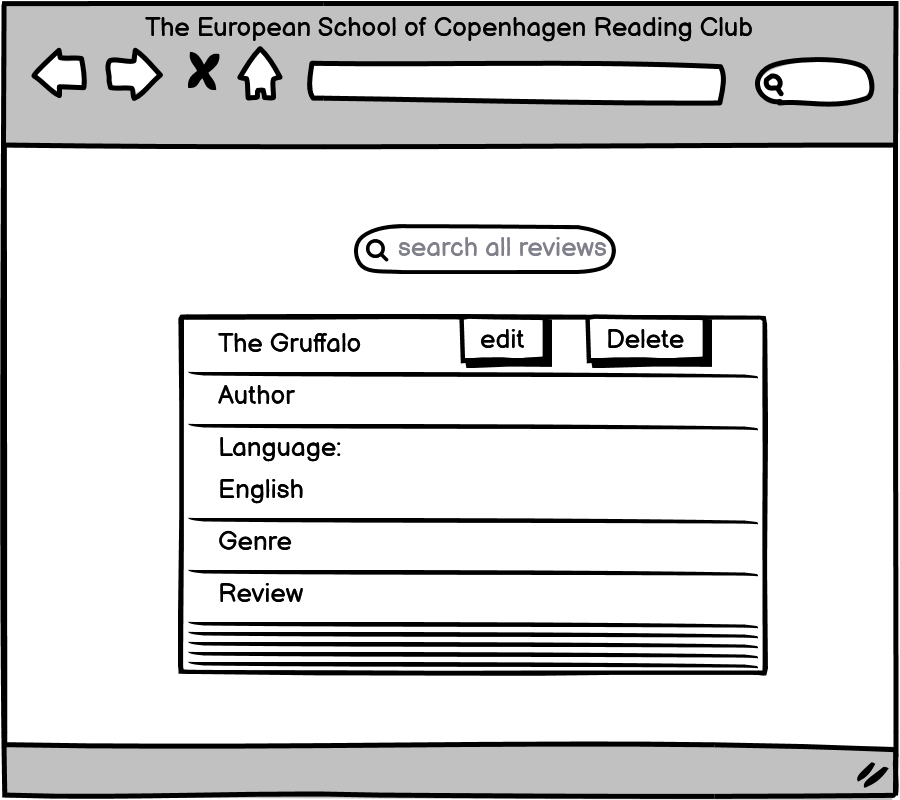 The European School of Copenhagen Reading Club
search all reviews
The Gruffalo edit Delete
Author
Language:
English
Genre
Review